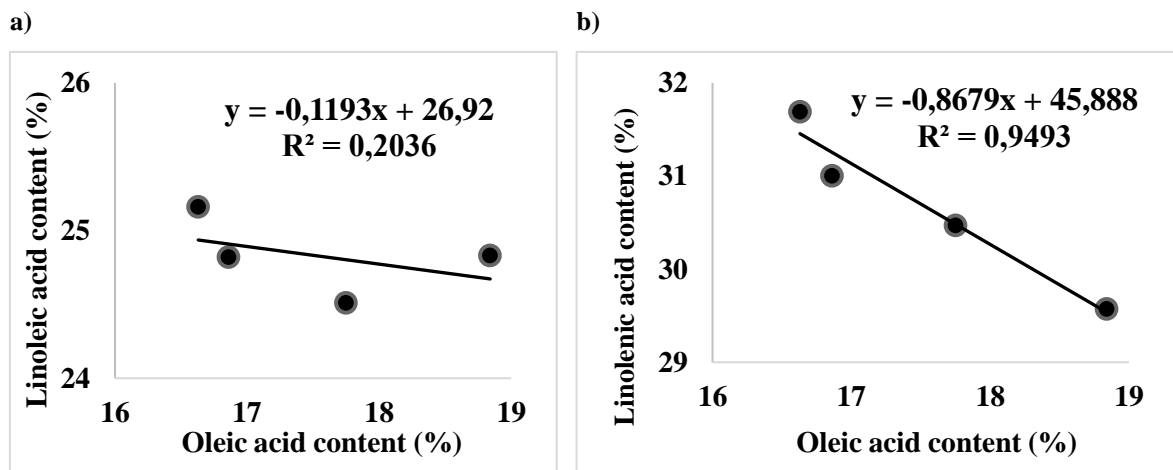 a)
26
25
24
16
17
18
19
y = -0,1193x + 26,92
R² = 0,2036
Linoleic acid content (%)
Oleic acid content (%)
b)
32
31
30
29
16
17
18
19
y = -0,8679x + 45,888
R² = 0,9493
Linolenic acid content (%)
Oleic acid content (%)